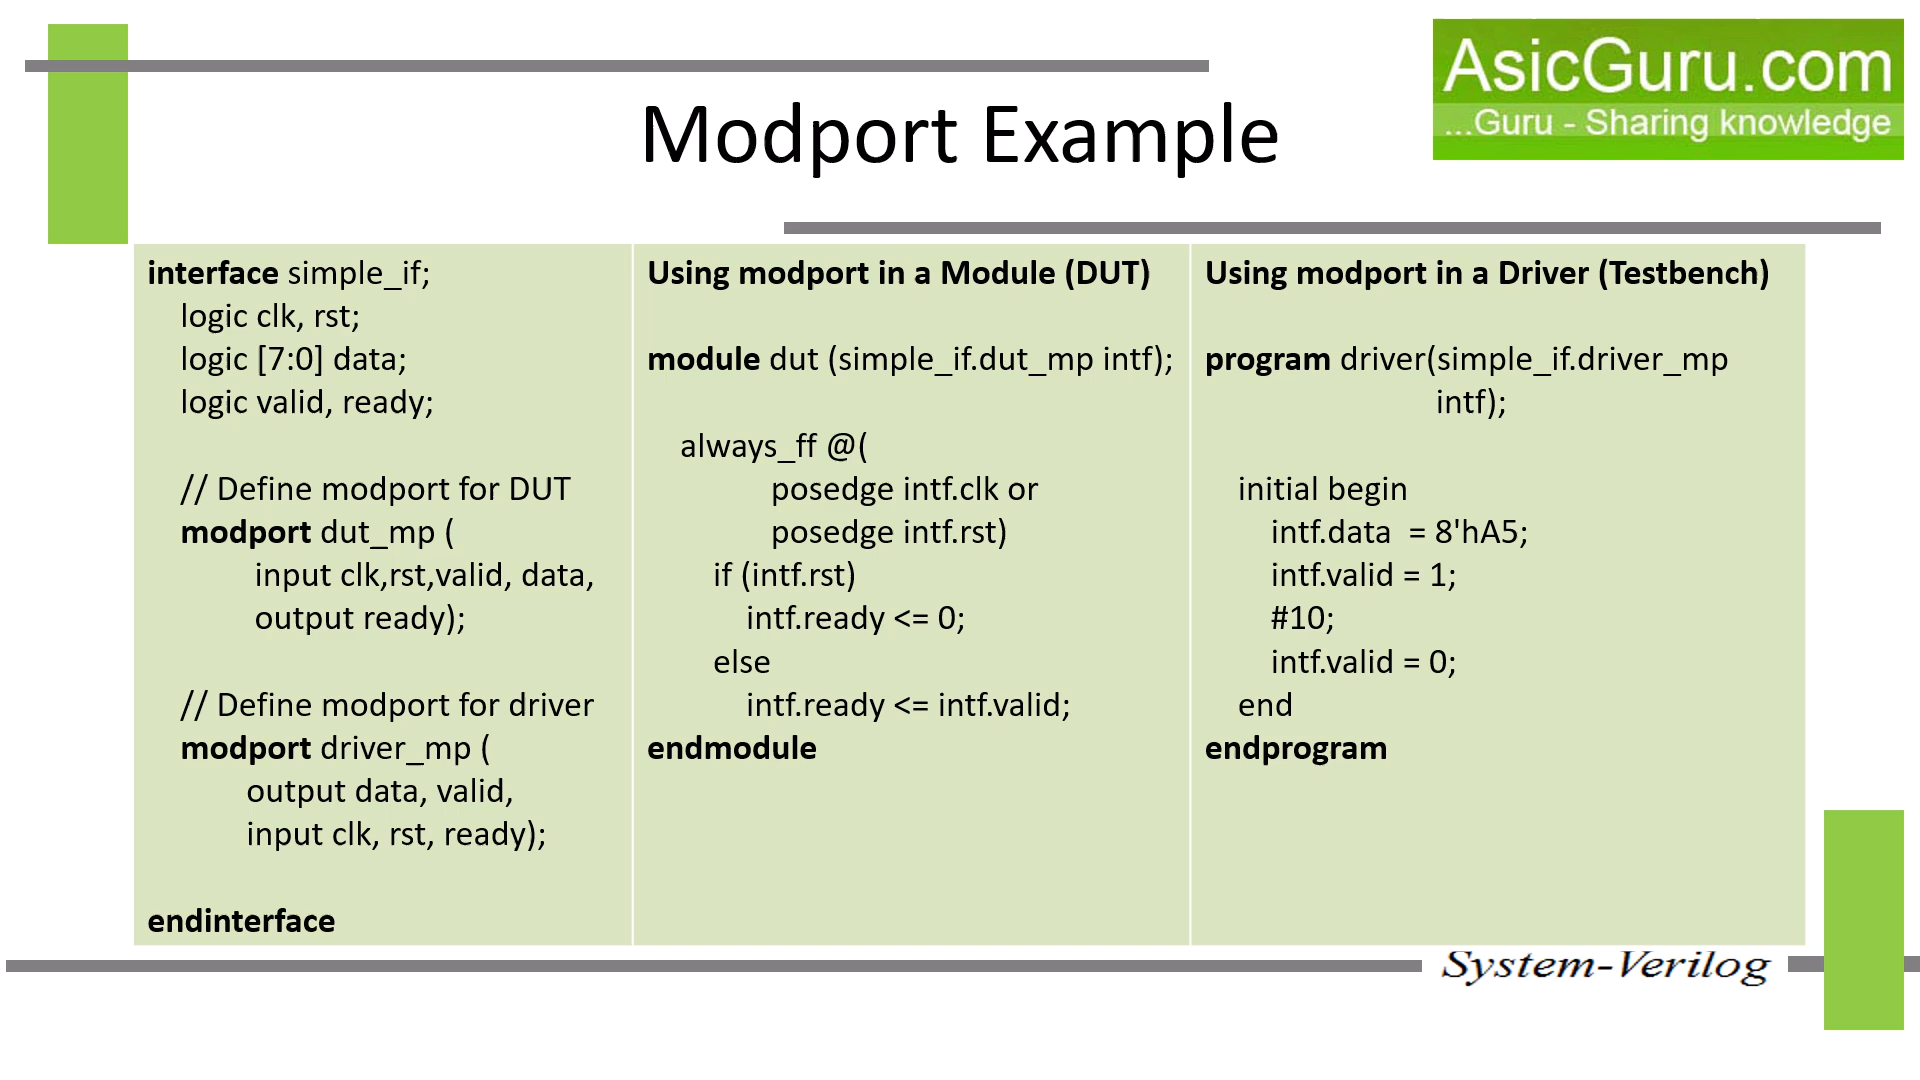 AsicGuru.com
...Guru - Sharing knowledge
Modport Example
interface simple_if;
logic clk, rst;
logic [7:0] data;
logic valid, ready;
// Define modport for DUT
modport dut_mp (
input clk,rst,valid, data,
output ready);
// Define modport for driver
modport driver_mp (
output data, valid,
input clk, rst, ready);
endinterface
Using modport in a Module (DUT)
module dut (simple_if.dut_mp intf);
always_ff @(
posedge intf.clk or
posedge intf.rst)
if (intf.rst)
intf.ready <= 0;
else
intf.ready <= intf.valid;
endmodule
Using modport in a Driver (Testbench)
program driver(simple_if.driver_mp
intf);
initial begin
intf.data  = 8'hA5;
intf.valid = 1;
#10;
intf.valid = 0;
end
endprogram
System-Verilog